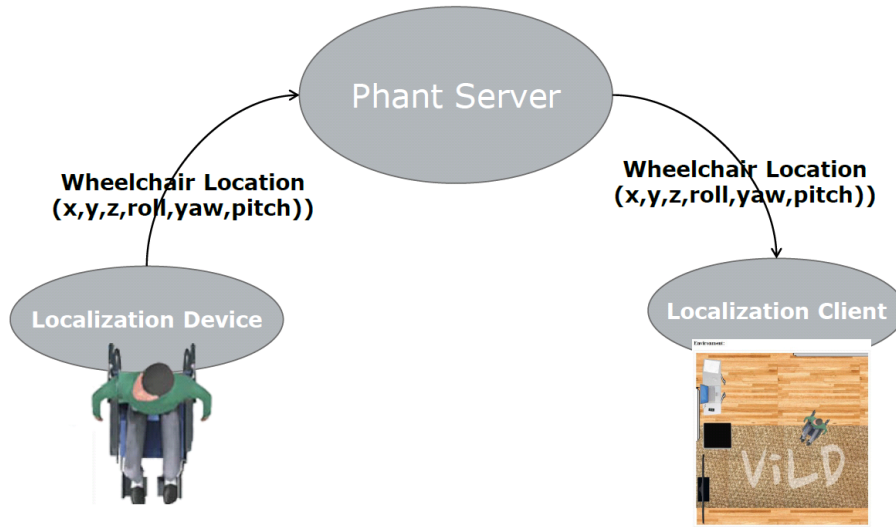 Phant Server
Wheelchair Location
(x,y,z,roll,yaw,pitch))
Wheelchair Location
(x,y,z,roll,yaw,pitch))
Localization Device
Localization Client
Environment:
ViLD